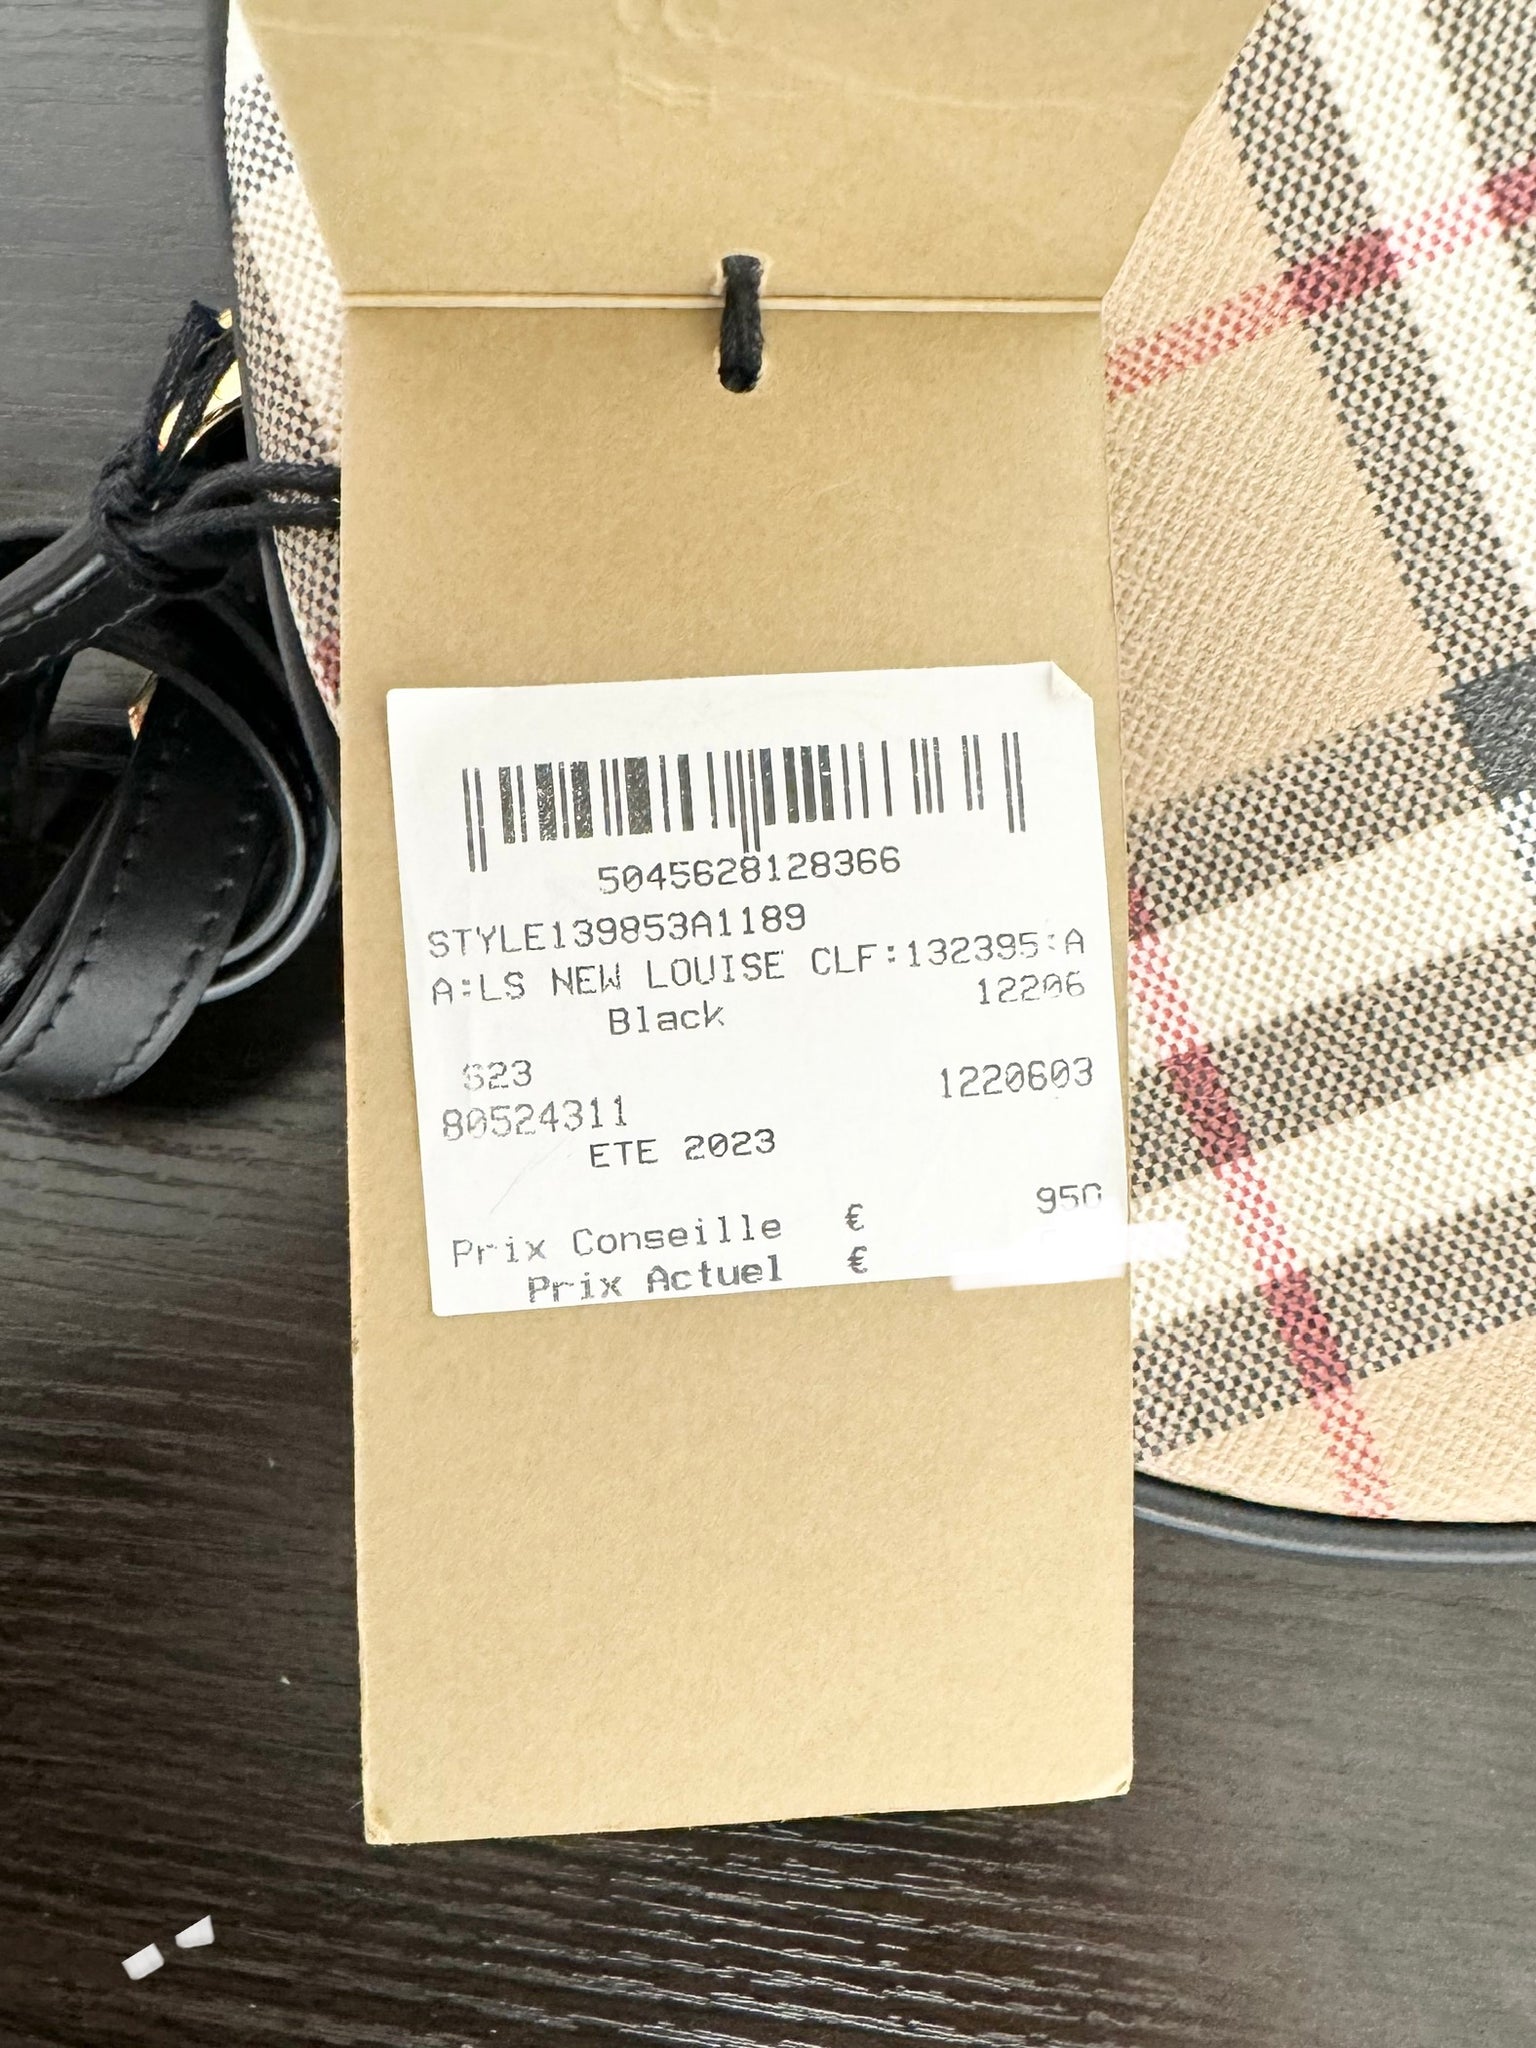 5045628128366
STYLE139853A1189
A:LS NEW LOUISE CLF:132395:A
Black 12206
S23 1220603
80524311
ETE 2023
Prix Conseille € 950
Prix Actuel €